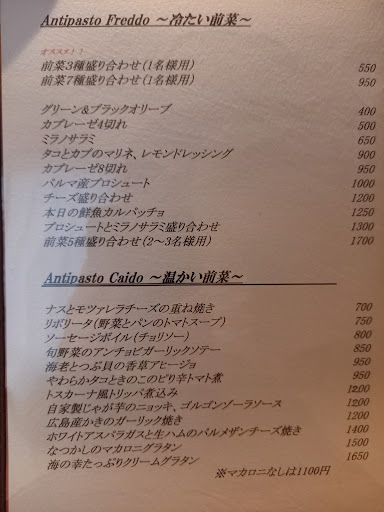 Antipasto Freddo ～冷たい前菜～
オススメ！！
前菜3種盛り合わせ（1名様用） 550
前菜7種盛り合わせ（1名様用） 950
グリーン&ブラックオリーブ 400
カプレーゼ4切れ 500
ミラノサラミ 650
タコとカブのマリネ、レモンドレッシング 900
カプレーゼ8切れ 950
パルマ産プロシュート 1000
チーズ盛り合わせ 1200
本日の鮮魚カルパッチョ 1250
プロシュートとミラノサラミ盛り合わせ 1300
前菜5種盛り合わせ（2～3名様用） 1700
Antipasto Caido ～温かい前菜～
ナスとモツァレラチーズの重ね焼き 700
リボリータ（野菜とパンのトマトスープ） 750
ソーセージボイル（チョリソー） 800
旬野菜のアンチョビガーリックソテー 850
海老とつぶ貝の香草アヒージョ 950
やわらかタコときのこのピリ辛トマト煮 950
トスカーナ風トリッパ煮込み 1200
自家製じゃが芋のニョッキ、ゴルゴンゾーラソース 1200
広島産かきのガーリック焼き 1200
ホワイトアスパラガスと生ハムのパルメザンチーズ焼き 1400
なつかしのマカロニグラタン 1500
海の幸たっぷりクリームグラタン 1650
※マカロニなしは1100円